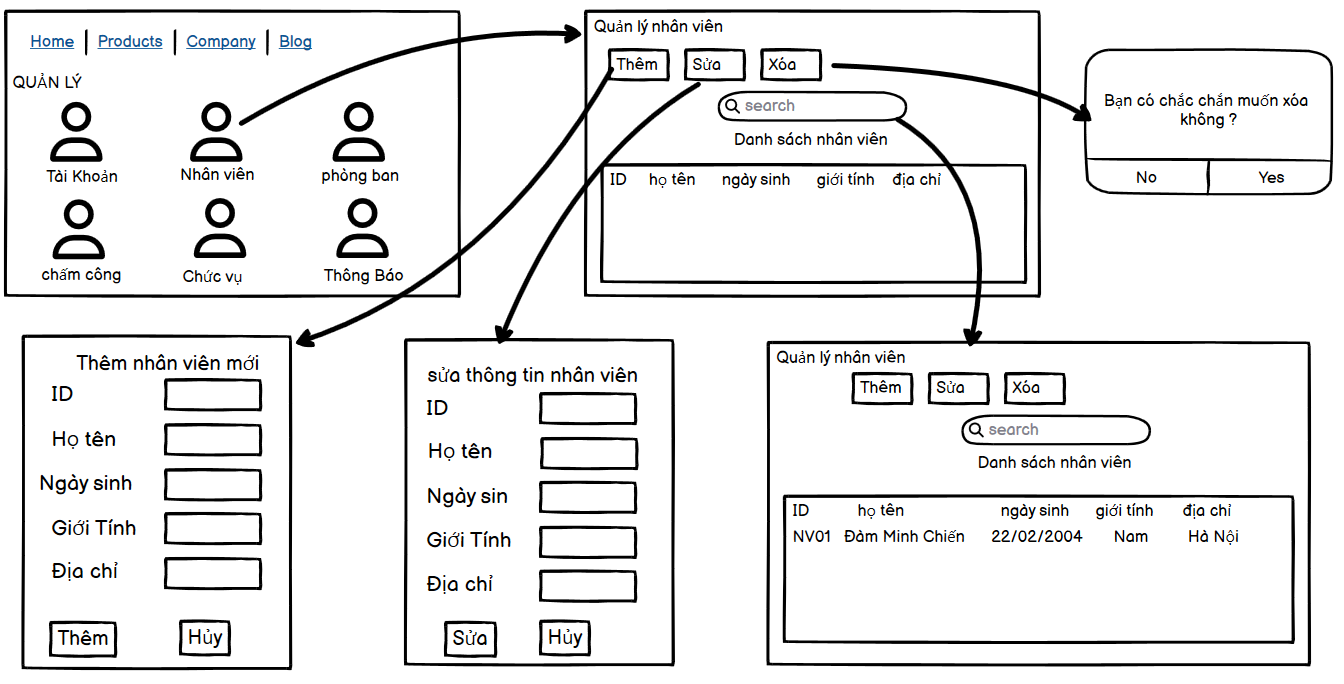 Home Products Company Blog
QUẢN LÝ
Tài Khoản Nhân viên phòng ban
chấm công Chức vụ Thông Báo
Quản lý nhân viên
Thêm Sửa Xóa
search
Danh sách nhân viên
ID họ tên ngày sinh giới tính địa chỉ
Bạn có chắc chắn muốn xóa
không ?
No Yes
Thêm nhân viên mới
ID
Họ tên
Ngày sinh
Giới Tính
Địa chỉ
Thêm Hủy
sửa thông tin nhân viên
ID
Họ tên
Ngày sin
Giới Tính
Địa chỉ
Sửa Hủy
Quản lý nhân viên
Thêm Sửa Xóa
search
Danh sách nhân viên
ID họ tên ngày sinh giới tính địa chỉ
NV01 Đàm Minh Chiến 22/02/2004 Nam Hà Nội